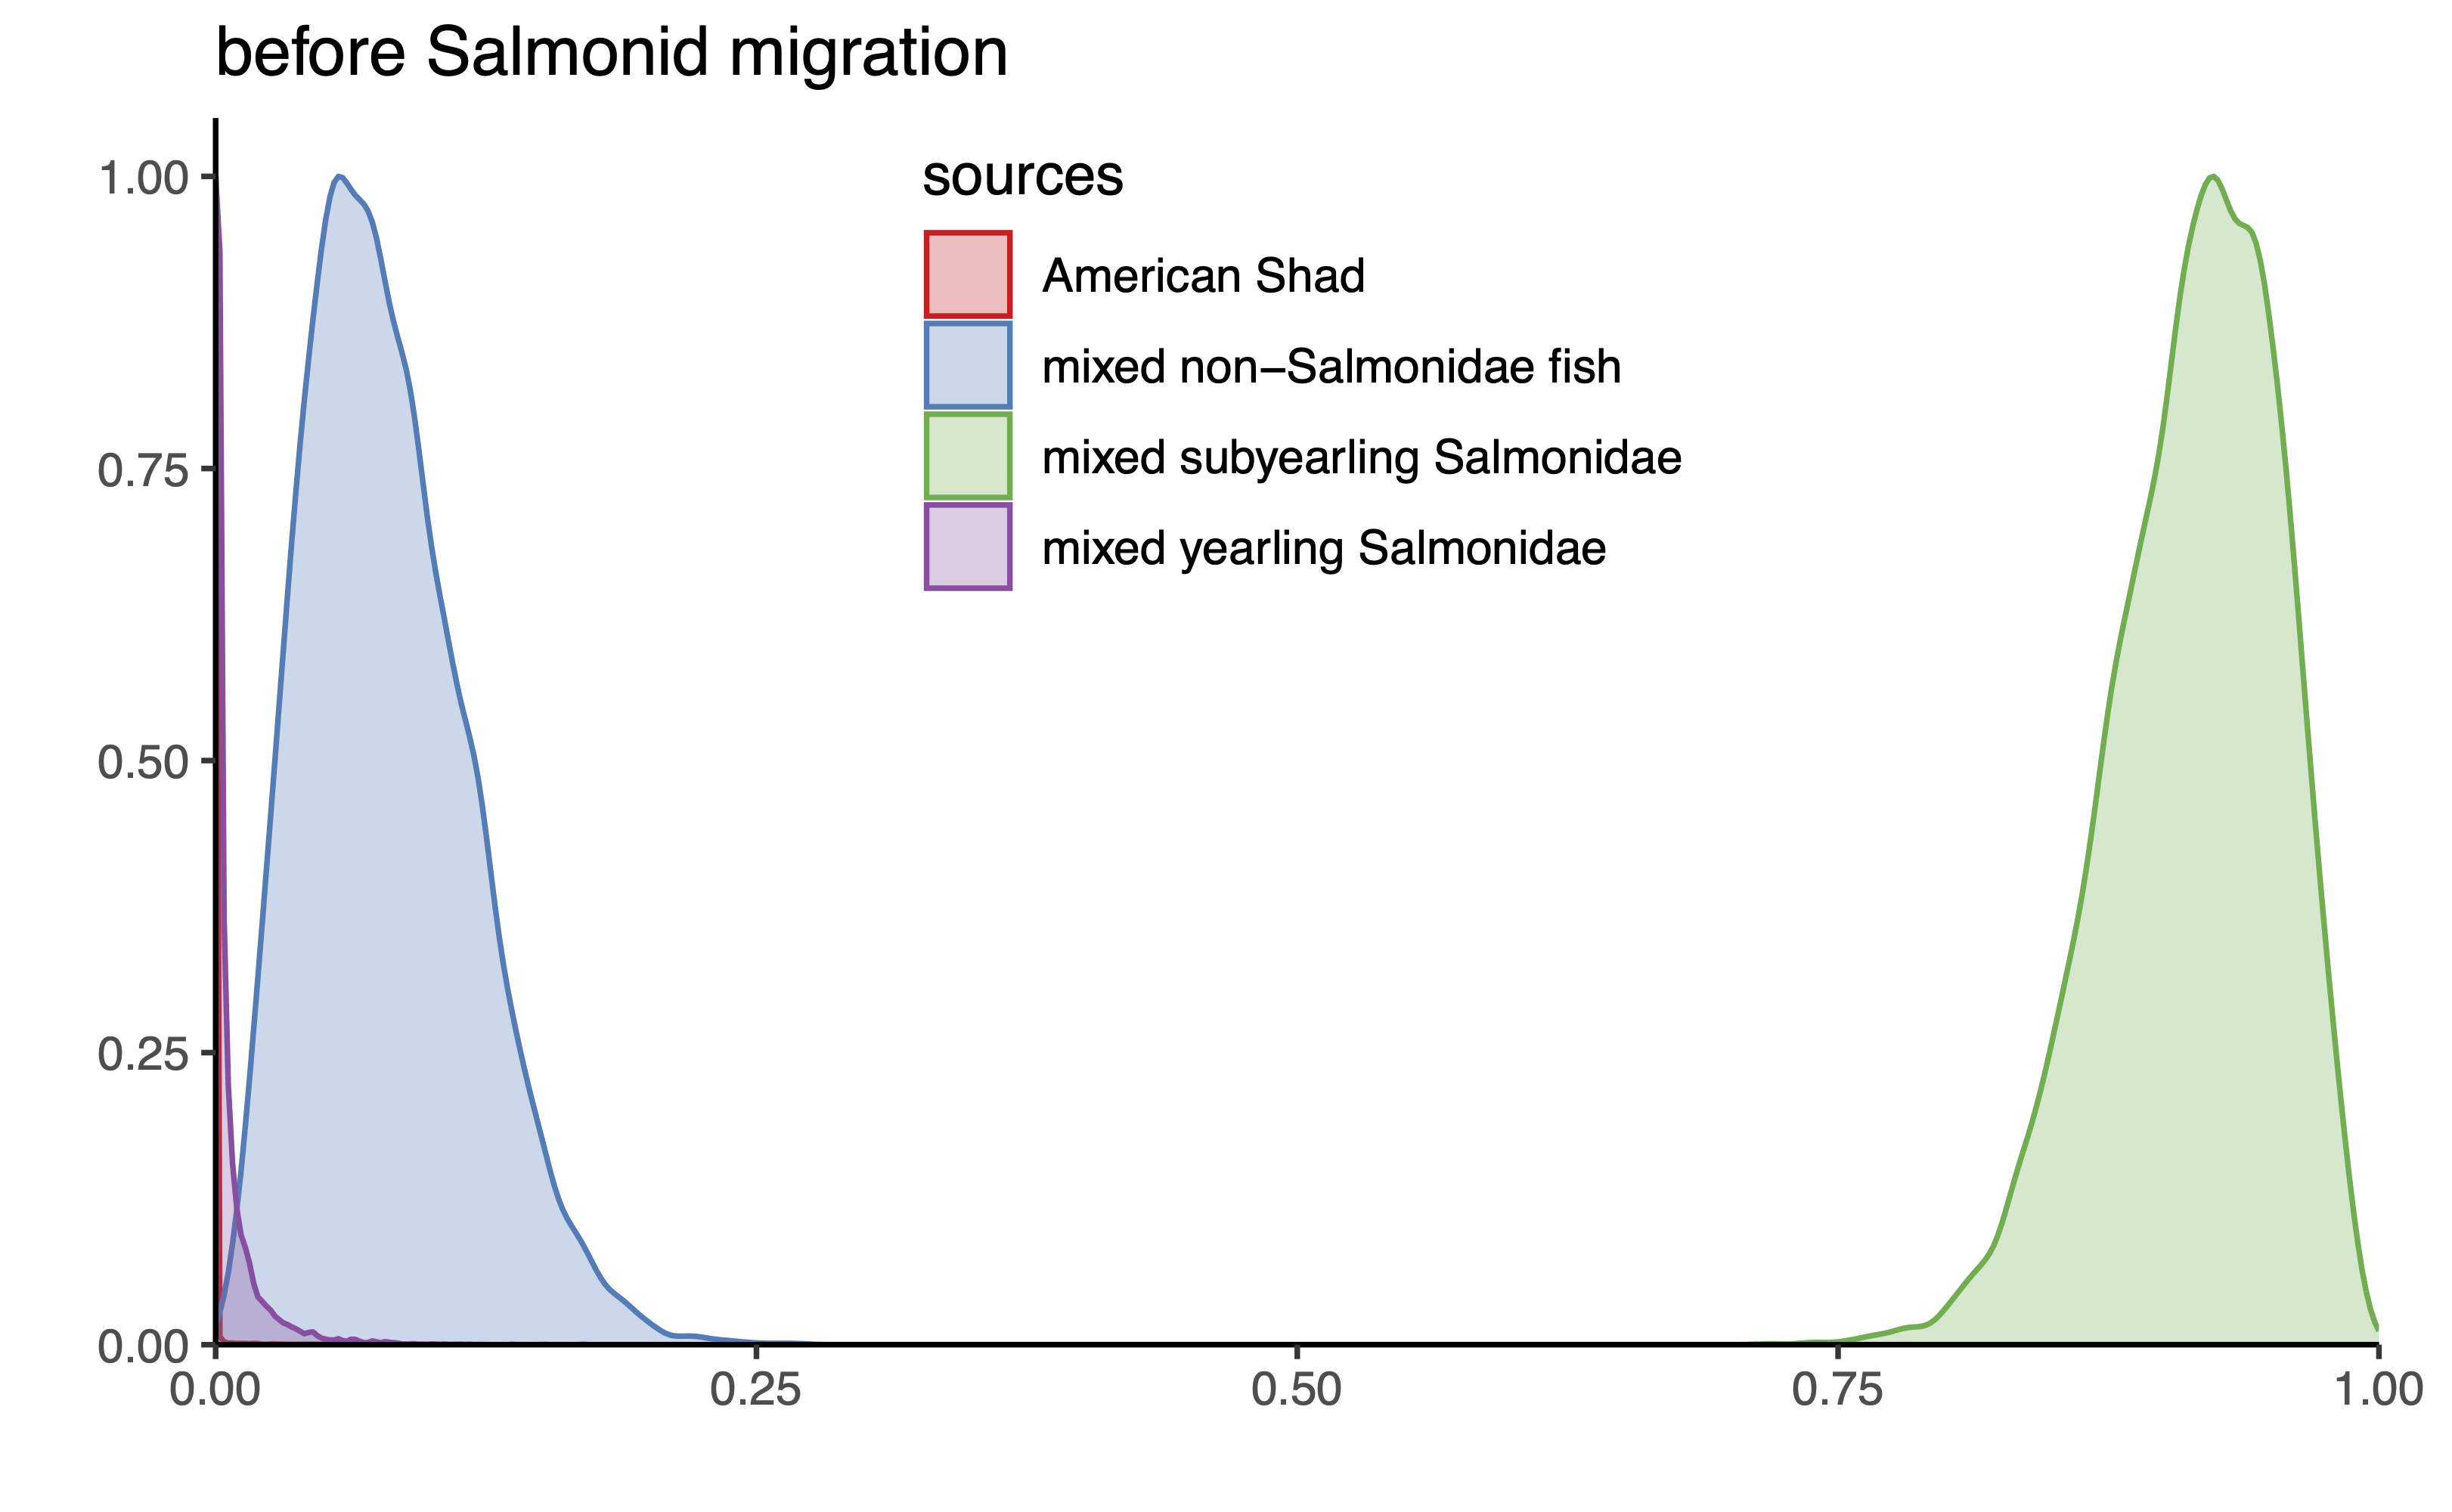 before Salmonid migration
sources
American Shad
mixed non–Salmonidae fish
mixed subyearling Salmonidae
mixed yearling Salmonidae
1.00
0.75
0.50
0.25
0.00
0.00 0.25 0.50 0.75 1.00